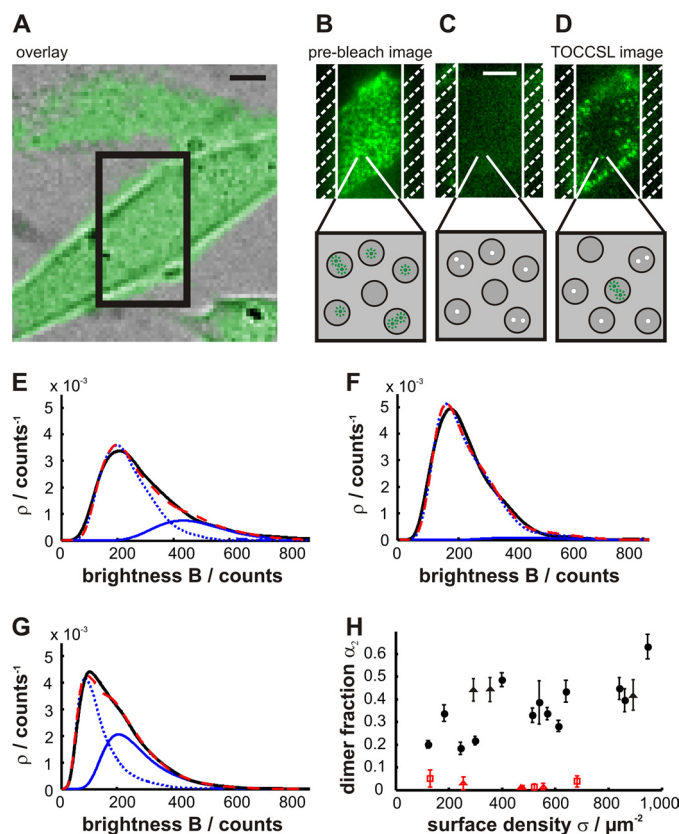 A
overlay
B
pre-bleach image
C
D
TOCCSL image
E
x 10⁻³
5
4
3
2
1
0
ρ / counts⁻¹
0 200 400 600 800
brightness B / counts
F
x 10⁻³
5
4
3
2
1
0
ρ / counts⁻¹
0 200 400 600 800
brightness B / counts
G
x 10⁻³
5
4
3
2
1
0
ρ / counts⁻¹
0 200 400 600 800
brightness B / counts
H
0.6
0.5
0.4
0.3
0.2
0.1
0
dimer fraction α₂
0 200 400 600 800 1,000
surface density σ / µm⁻²